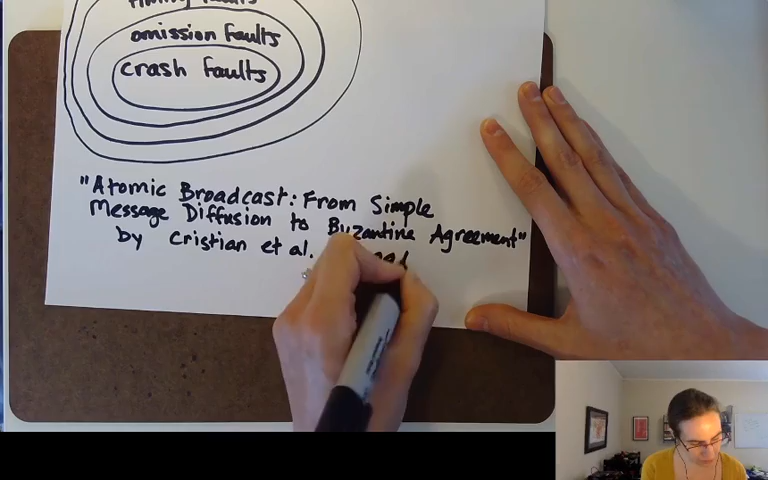 omission faults
crash faults
"Atomic Broadcast: From Simple
Message Diffusion to Byzantine Agreement"
by Cristian et al.